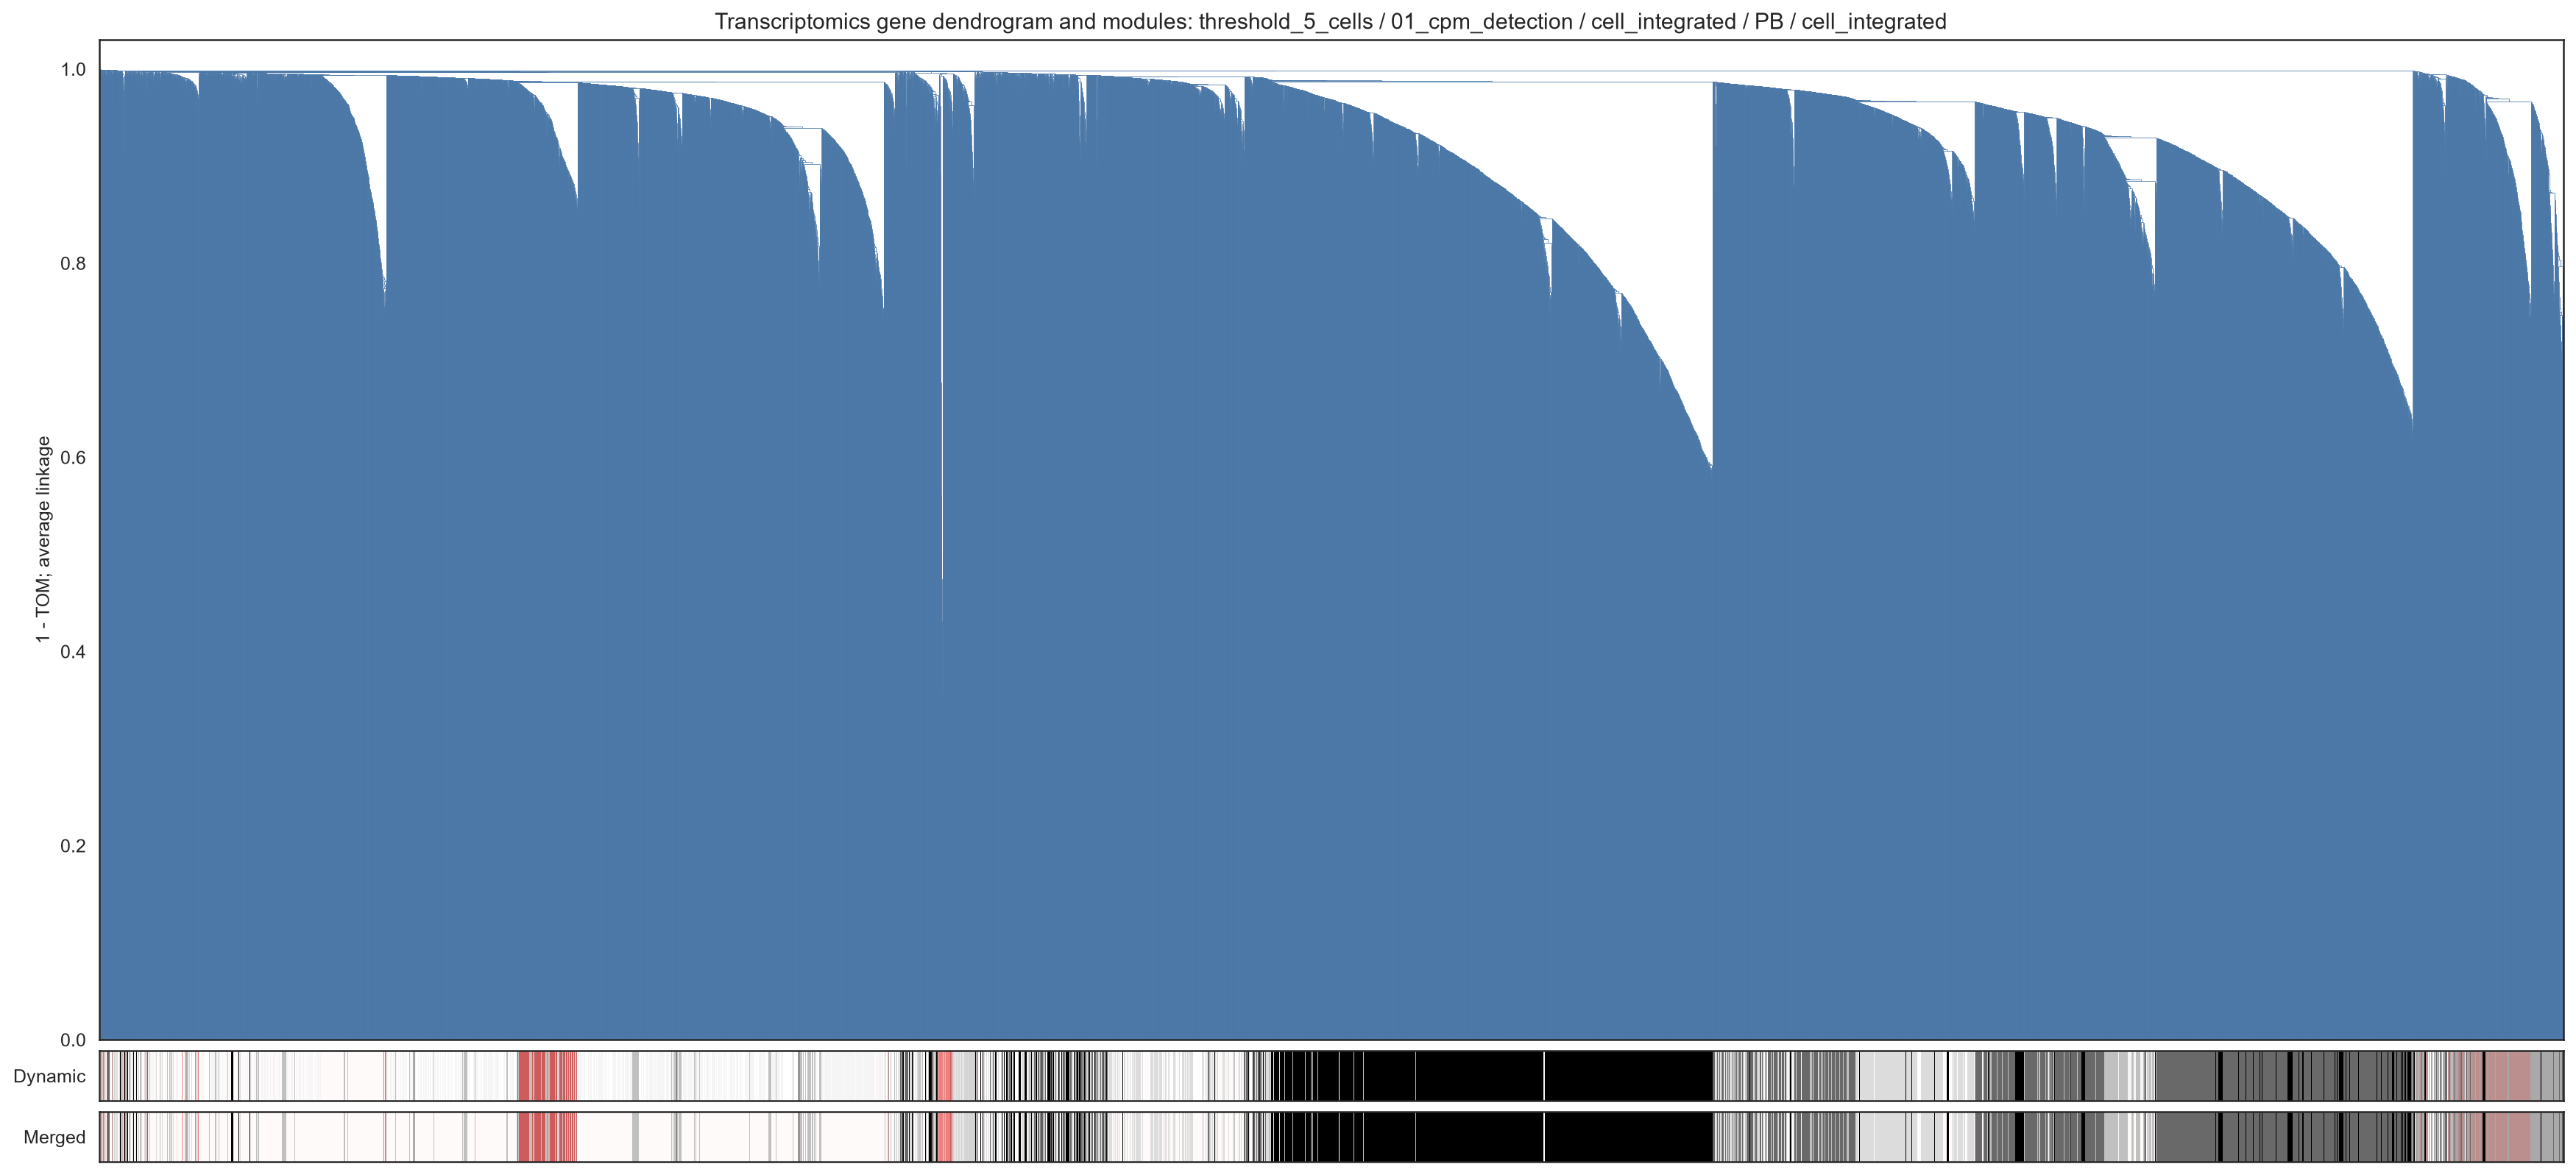 Transcriptomics gene dendrogram and modules: threshold_5_cells / 01_cpm_detection / cell_integrated / PB / cell_integrated
1.0
0.8
0.6
0.4
0.2
0.0
1 - TOM; average linkage
Dynamic
Merged